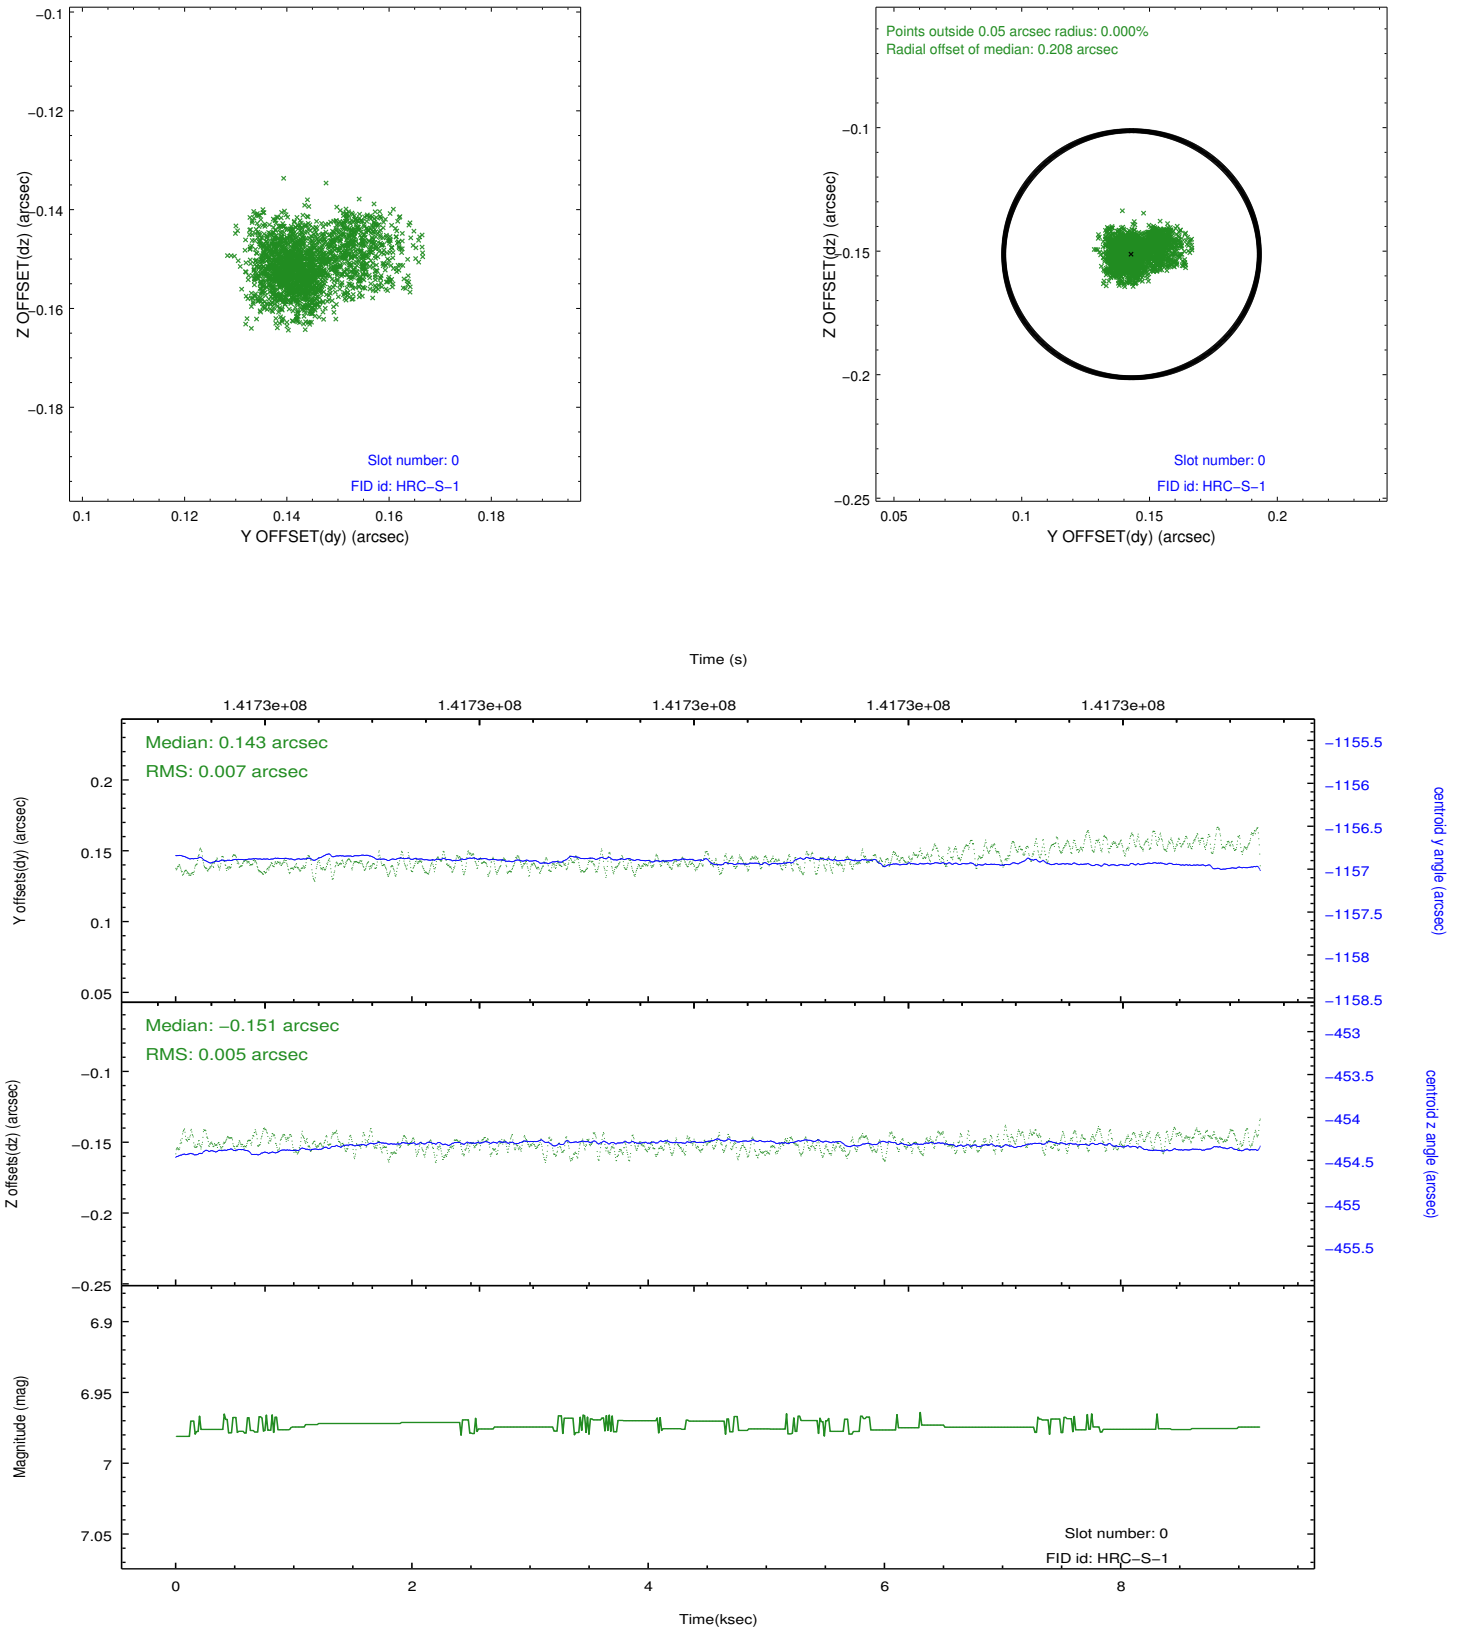 −0.1
−0.12
−0.14
−0.16
−0.18
Z OFFSET(dz) (arcsec)
Slot number: 0
FID id: HRC−S−1
0.1
0.12
0.14
0.16
0.18
Y OFFSET(dy) (arcsec)
Points outside 0.05 arcsec radius: 0.000%
Radial offset of median: 0.208 arcsec
−0.1
−0.15
−0.2
−0.25
Z OFFSET(dz) (arcsec)
Slot number: 0
FID id: HRC−S−1
0.05
0.1
0.15
0.2
Y OFFSET(dy) (arcsec)
Time (s)
1.4173e+08
1.4173e+08
1.4173e+08
1.4173e+08
1.4173e+08
Median: 0.143 arcsec
RMS: 0.007 arcsec
0.2
0.15
0.1
0.05
Y offsets(dy) (arcsec)
−1155.5
−1156
−1156.5
−1157
−1157.5
−1158
−1158.5
centroid y angle (arcsec)
Median: −0.151 arcsec
RMS: 0.005 arcsec
−0.1
−0.15
−0.2
−0.25
Z offsets(dz) (arcsec)
−453
−453.5
−454
−454.5
−455
−455.5
centroid z angle (arcsec)
6.9
6.95
7
7.05
Magnitude (mag)
Slot number: 0
FID id: HRC−S−1
0
2
4
6
8
Time(ksec)